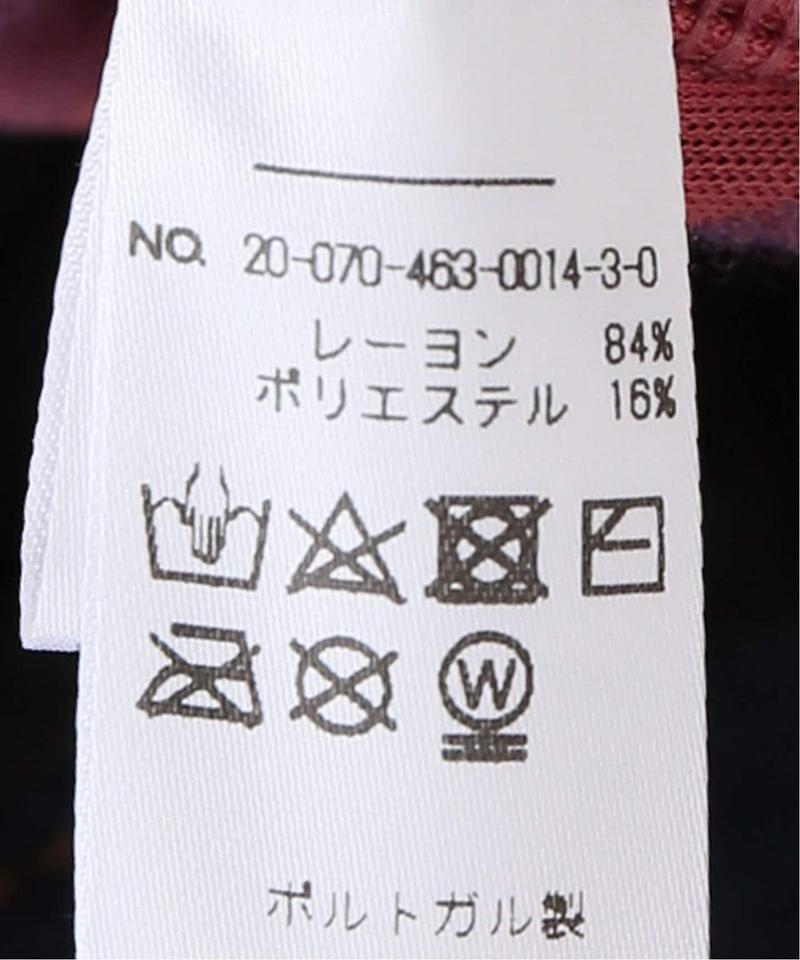 NO. 20-070-463-0014-3-0
レーヨン 84%
ポリエステル 16%
W
ポルトガル製